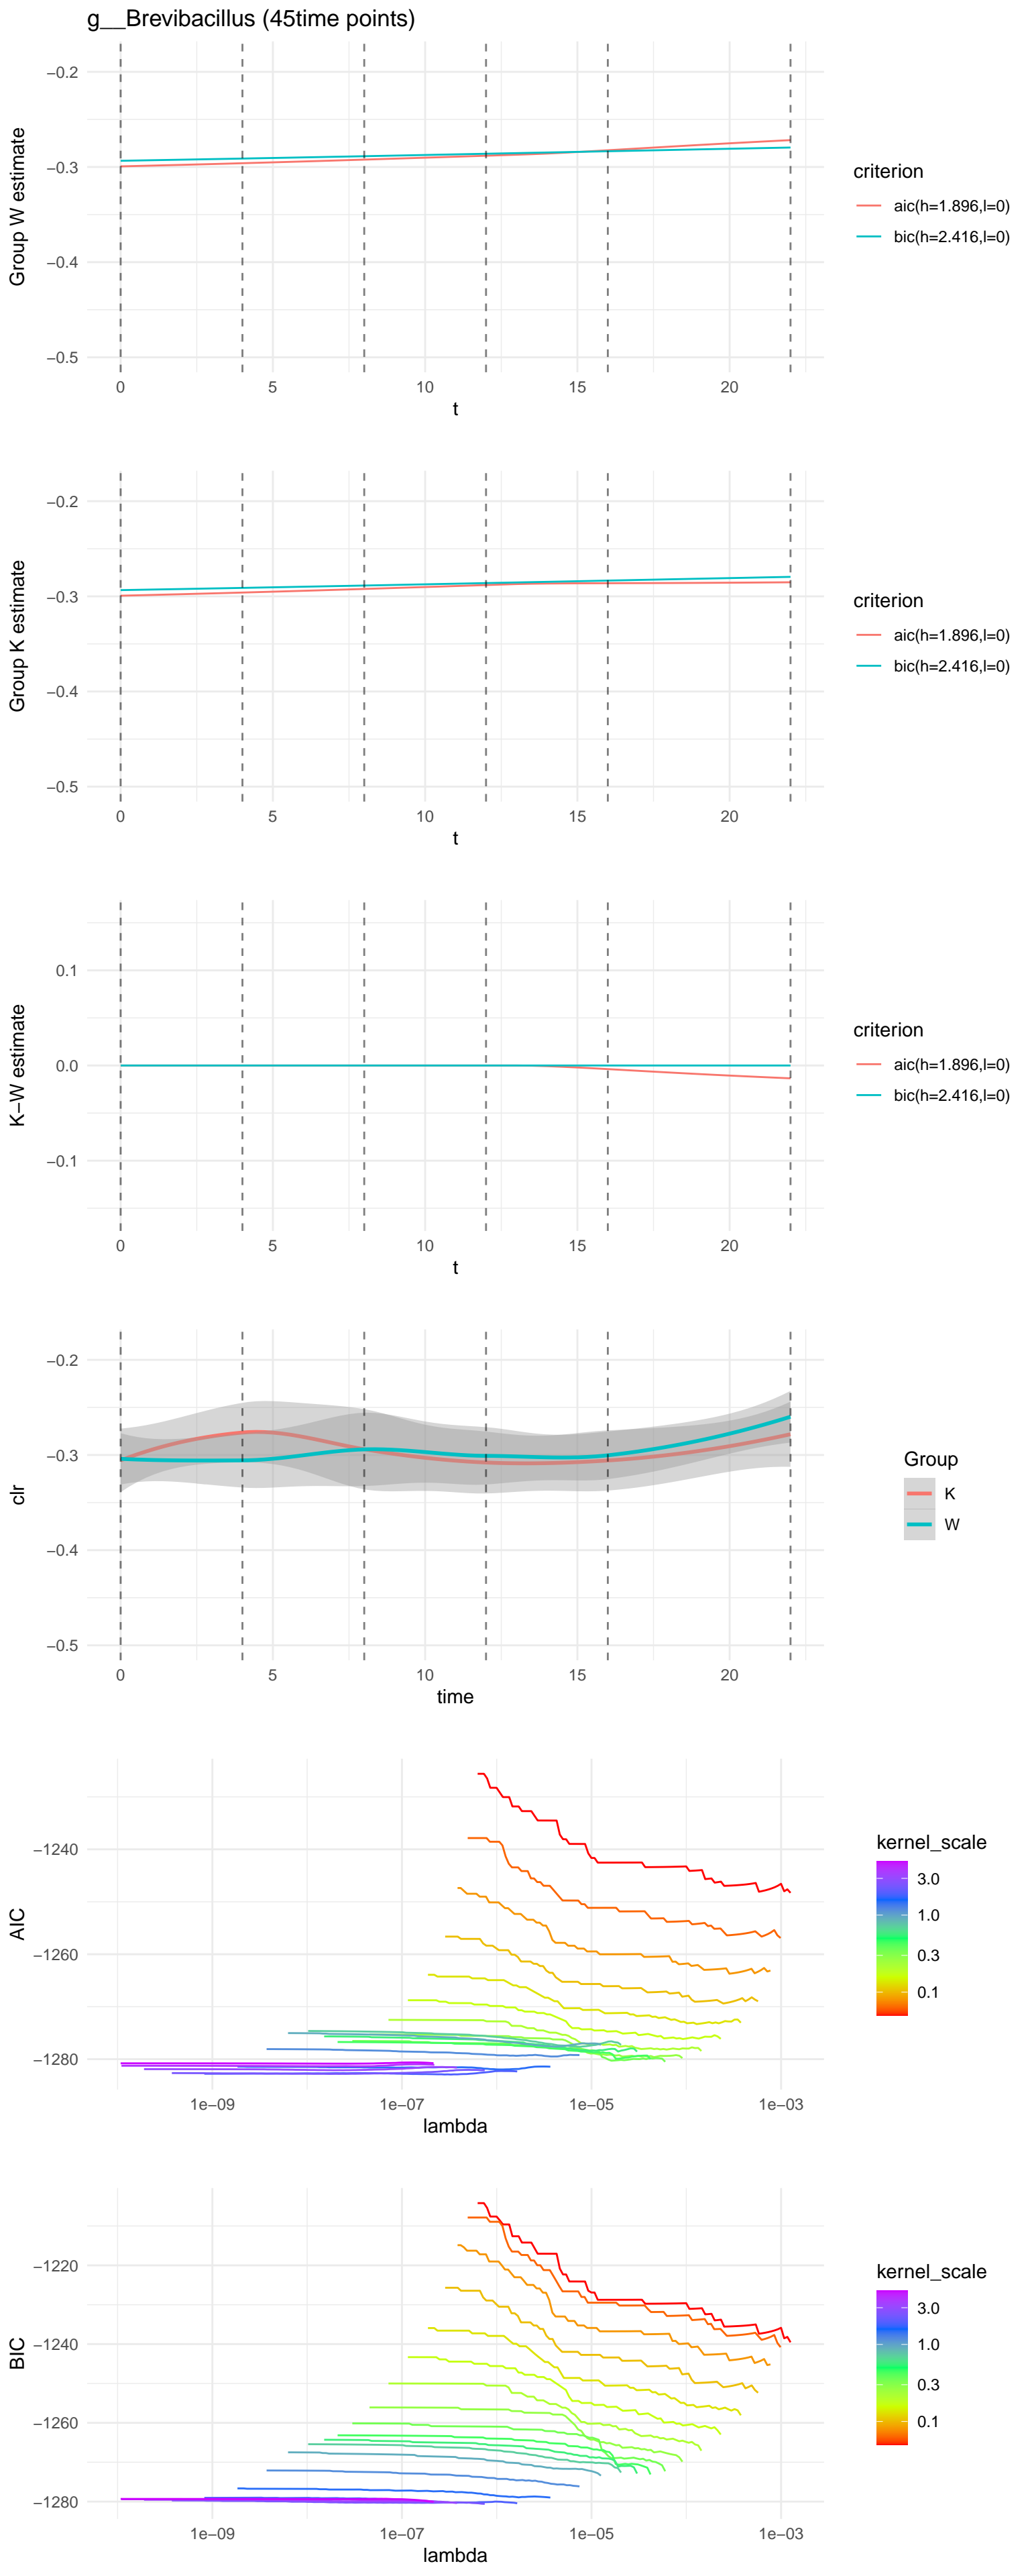 g__Brevibacillus (45time points)
Group W estimate
−0.2
−0.3
−0.4
−0.5
0 5 10 15 20
t
criterion
aic(h=1.896,l=0)
bic(h=2.416,l=0)
Group K estimate
−0.2
−0.3
−0.4
−0.5
0 5 10 15 20
t
criterion
aic(h=1.896,l=0)
bic(h=2.416,l=0)
K−W estimate
0.1
0.0
−0.1
0 5 10 15 20
t
criterion
aic(h=1.896,l=0)
bic(h=2.416,l=0)
clr
−0.2
−0.3
−0.4
−0.5
0 5 10 15 20
time
Group
K
W
AIC
−1240
−1260
−1280
1e−09 1e−07 1e−05 1e−03
lambda
kernel_scale
3.0
1.0
0.3
0.1
BIC
−1220
−1240
−1260
−1280
1e−09 1e−07 1e−05 1e−03
lambda
kernel_scale
3.0
1.0
0.3
0.1